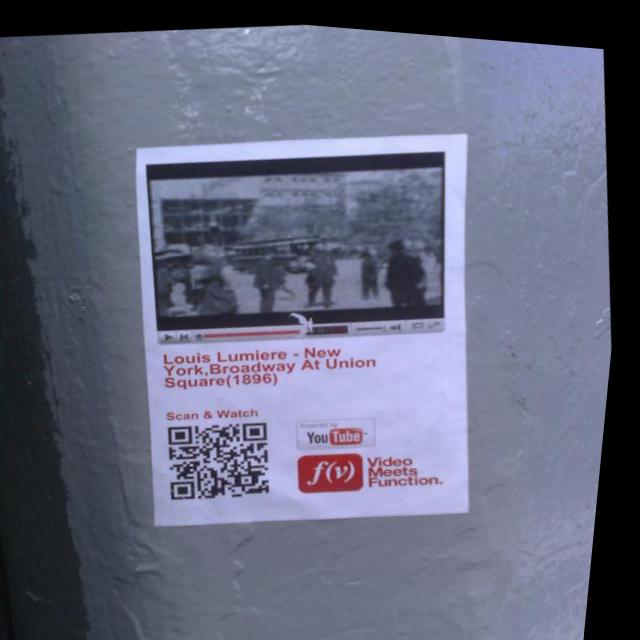 Louis Lumiere - New
York,Broadway At Union
Square(1896)
Scan & Watch
Powered by
YouTube
f(v)
Video
Meets
Function.